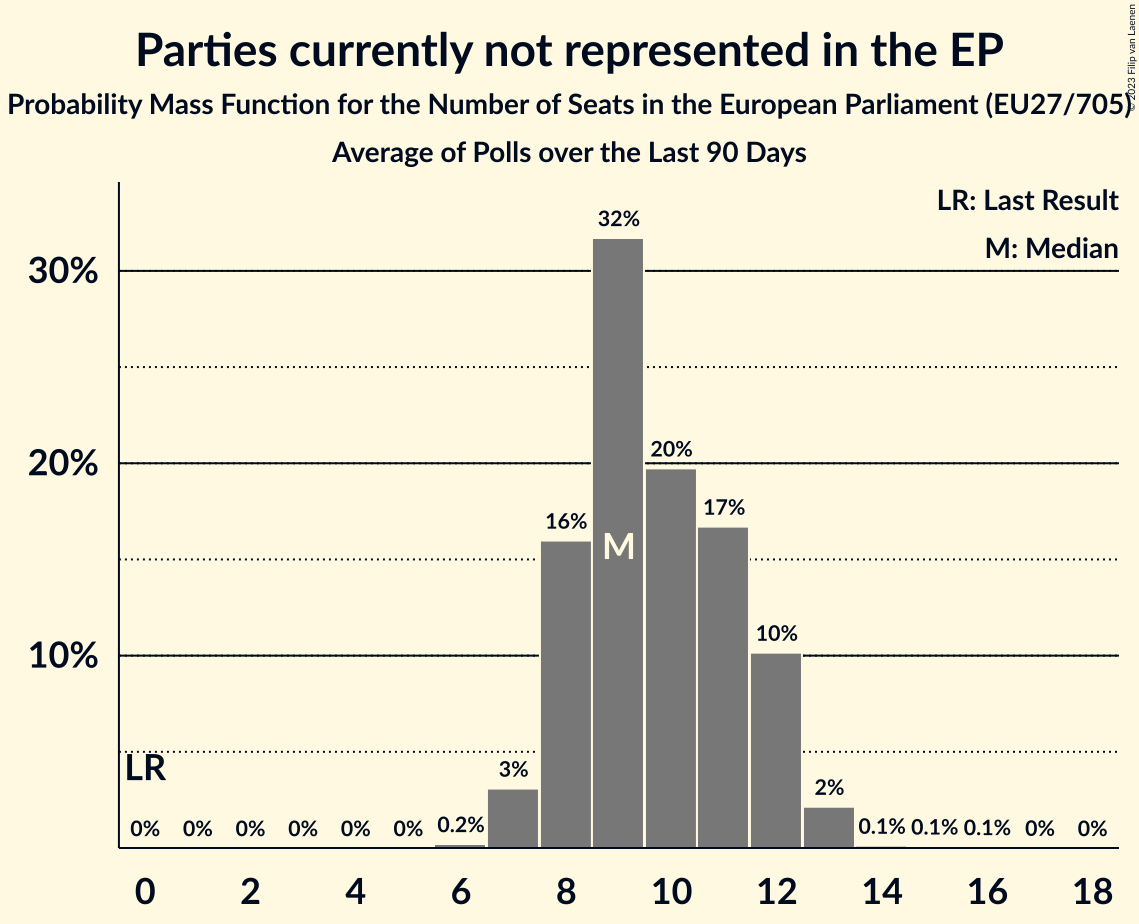 Parties currently not represented in the EP
Probability Mass Function for the Number of Seats in the European Parliament (EU27/705)
Average of Polls over the Last 90 Days
© 2023 Filip van Laenen
LR: Last Result
M: Median
30%
20%
10%
32%
20%
17%
16%
M
10%
LR
3%
2%
0% 0% 0% 0% 0% 0% 0.2% 0.1% 0.1% 0.1% 0% 0%
0 2 4 6 8 10 12 14 16 18